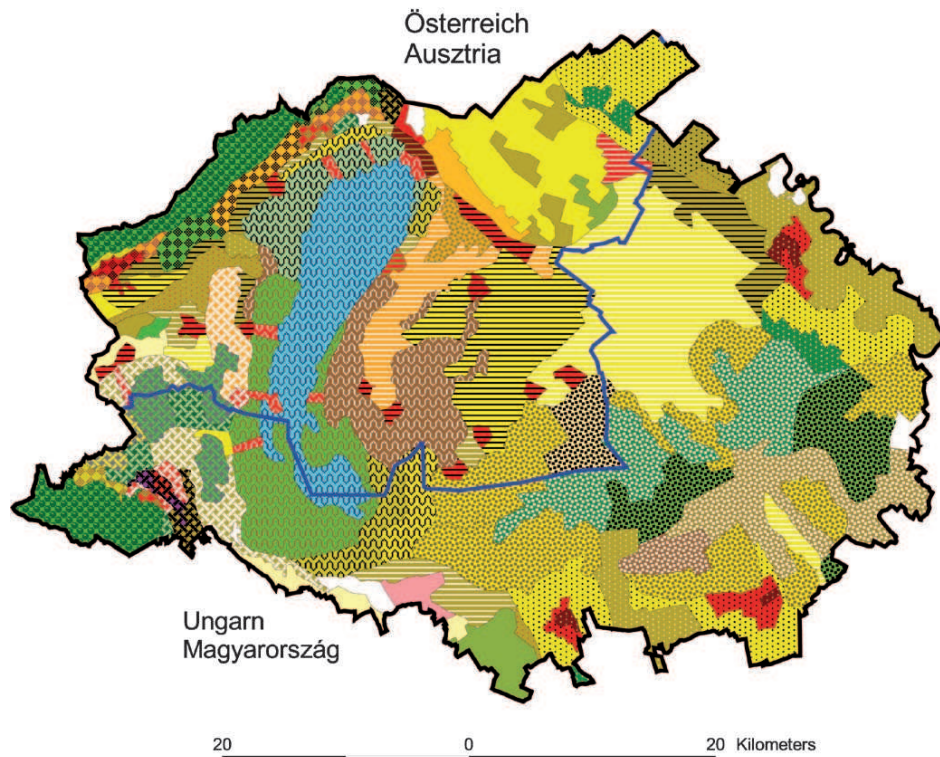 Österreich
Ausztria
Ungarn
Magyarország
20 0 20 Kilometers